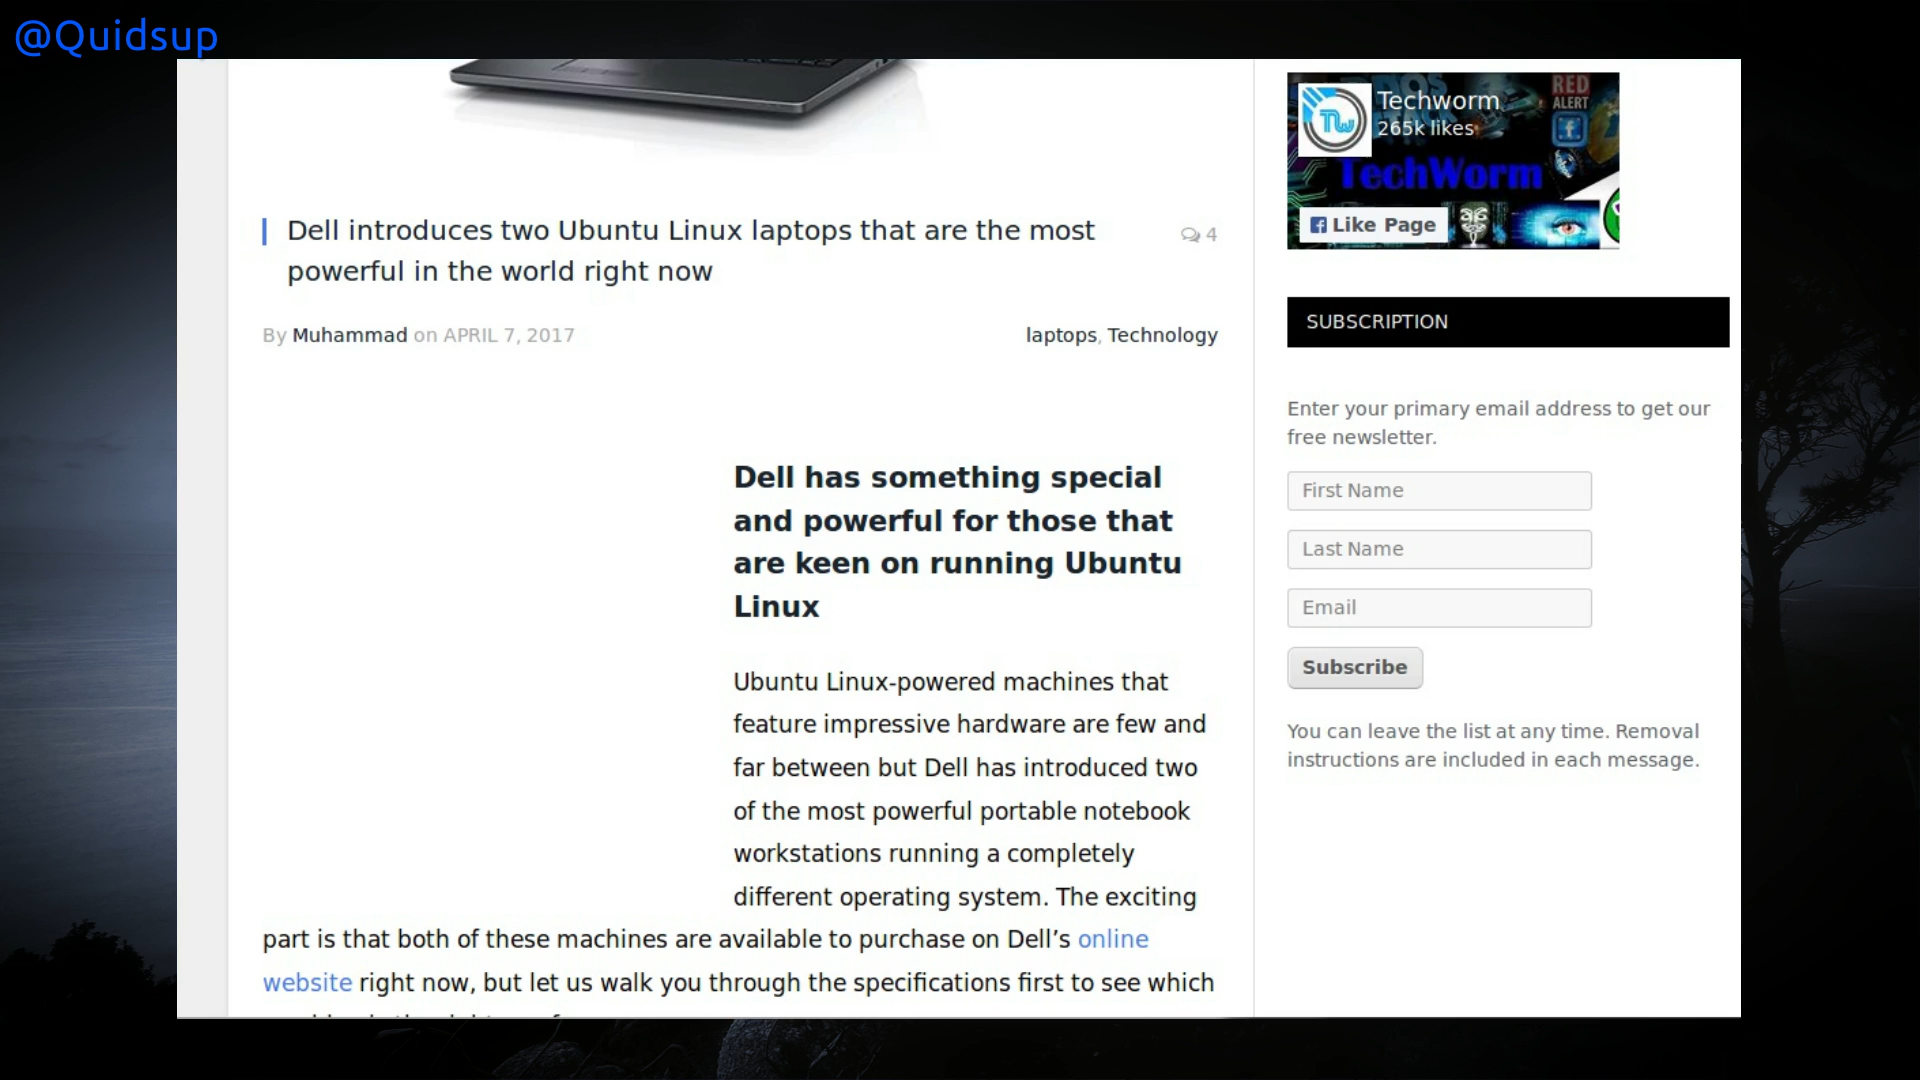 @Quidsup
Dell introduces two Ubuntu Linux laptops that are the most
powerful in the world right now
4
By Muhammad on APRIL 7, 2017
laptops, Technology
Dell has something special
and powerful for those that
are keen on running Ubuntu
Linux
Ubuntu Linux-powered machines that
feature impressive hardware are few and
far between but Dell has introduced two
of the most powerful portable notebook
workstations running a completely
different operating system. The exciting
part is that both of these machines are available to purchase on Dell’s online
website right now, but let us walk you through the specifications first to see which
Techworm
265k likes
RED
ALERT
TechWorm
Like Page
SUBSCRIPTION
Enter your primary email address to get our
free newsletter.
First Name
Last Name
Email
Subscribe
You can leave the list at any time. Removal
instructions are included in each message.